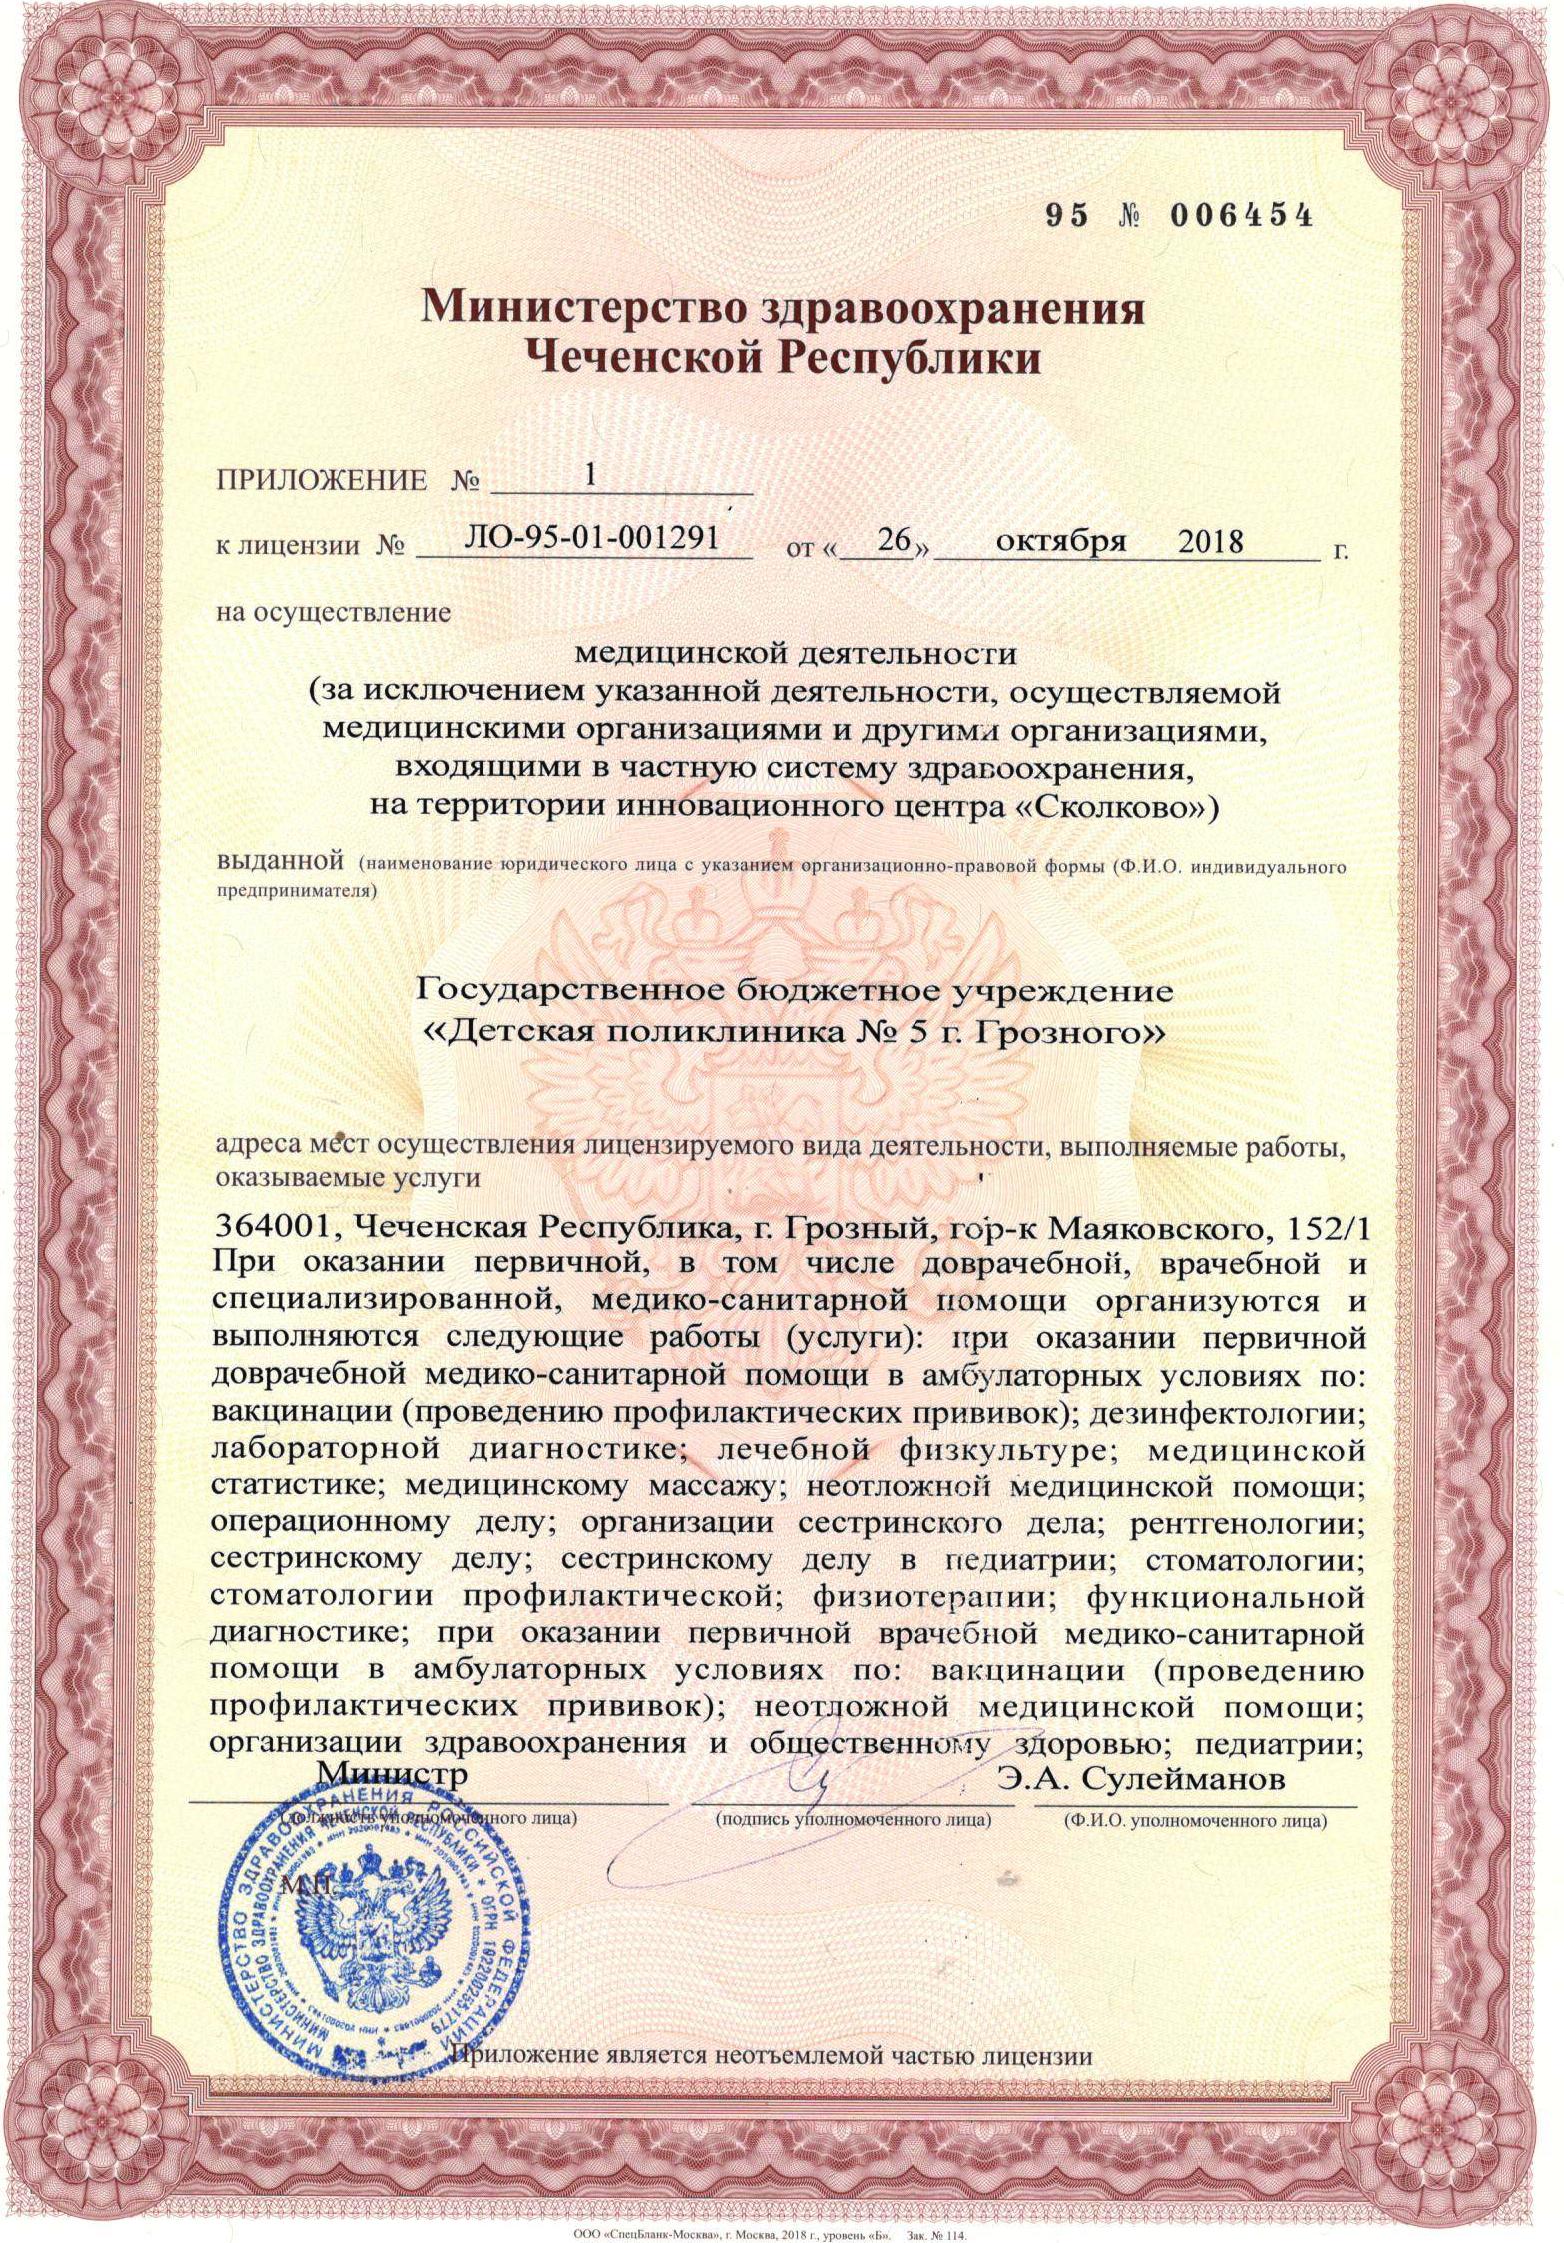 95 № 006454
Министерство здравоохранения
Чеченской Республики
ПРИЛОЖЕНИЕ № 1
к лицензии № ЛО-95-01-001291 от « 26 » октября 2018 г.
на осуществление
медицинской деятельности
(за исключением указанной деятельности, осуществляемой
медицинскими организациями и другими организациями,
входящими в частную систему здравоохранения,
на территории инновационного центра «Сколково»)
выданной (наименование юридического лица с указанием организационно-правовой формы (Ф.И.О. индивидуального
предпринимателя)
Государственное бюджетное учреждение
«Детская поликлиника № 5 г. Грозного»
адреса мест осуществления лицензируемого вида деятельности, выполняемые работы,
оказываемые услуги
364001, Чеченская Республика, г. Грозный, гор-к Маяковского, 152/1
При оказании первичной, в том числе доврачебной, врачебной и
специализированной, медико-санитарной помощи организуются и
выполняются следующие работы (услуги): при оказании первичной
доврачебной медико-санитарной помощи в амбулаторных условиях по:
вакцинации (проведению профилактических прививок); дезинфектологии;
лабораторной диагностике; лечебной физкультуре; медицинской
статистике; медицинскому массажу; неотложной медицинской помощи;
операционному делу; организации сестринского дела; рентгенологии;
сестринскому делу; сестринскому делу в педиатрии; стоматологии;
стоматологии профилактической; физиотерапии; функциональной
диагностике; при оказании первичной врачебной медико-санитарной
помощи в амбулаторных условиях по: вакцинации (проведению
профилактических прививок); неотложной медицинской помощи;
организации здравоохранения и общественному здоровью; педиатрии;
Министр Э.А. Сулейманов
(должность уполномоченного лица) (подпись уполномоченного лица) (Ф.И.О. уполномоченного лица)
М.П.
МИНИСТЕРСТВО ЗДРАВООХРАНЕНИЯ РОССИЙСКОЙ ФЕДЕРАЦИИ
МИНИСТЕРСТВО ЗДРАВООХРАНЕНИЯ ЧЕЧЕНСКОЙ РЕСПУБЛИКИ * ОГРН 1022002551779
Приложение является неотъемлемой частью лицензии
ООО «СпецБланк-Москва», г. Москва, 2018 г., уровень «Б». Зак. № 114.